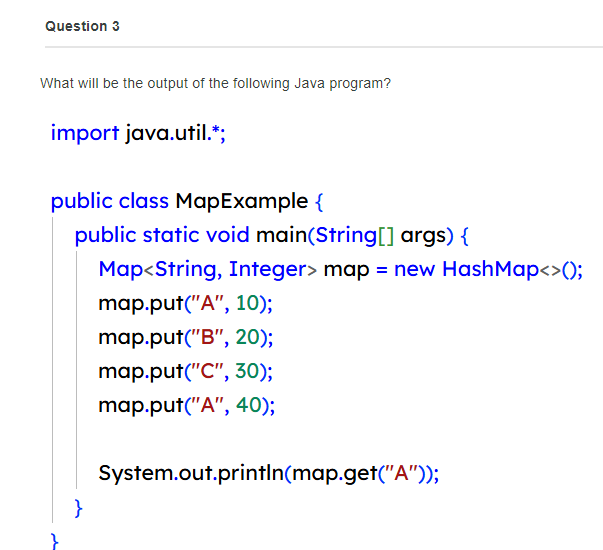 Question 3
What will be the output of the following Java program?
import java.util.*;
public class MapExample {
public static void main(String[] args) {
Map<String, Integer> map = new HashMap<>();
map.put("A", 10);
map.put("B", 20);
map.put("C", 30);
map.put("A", 40);
System.out.println(map.get("A"));
}
}